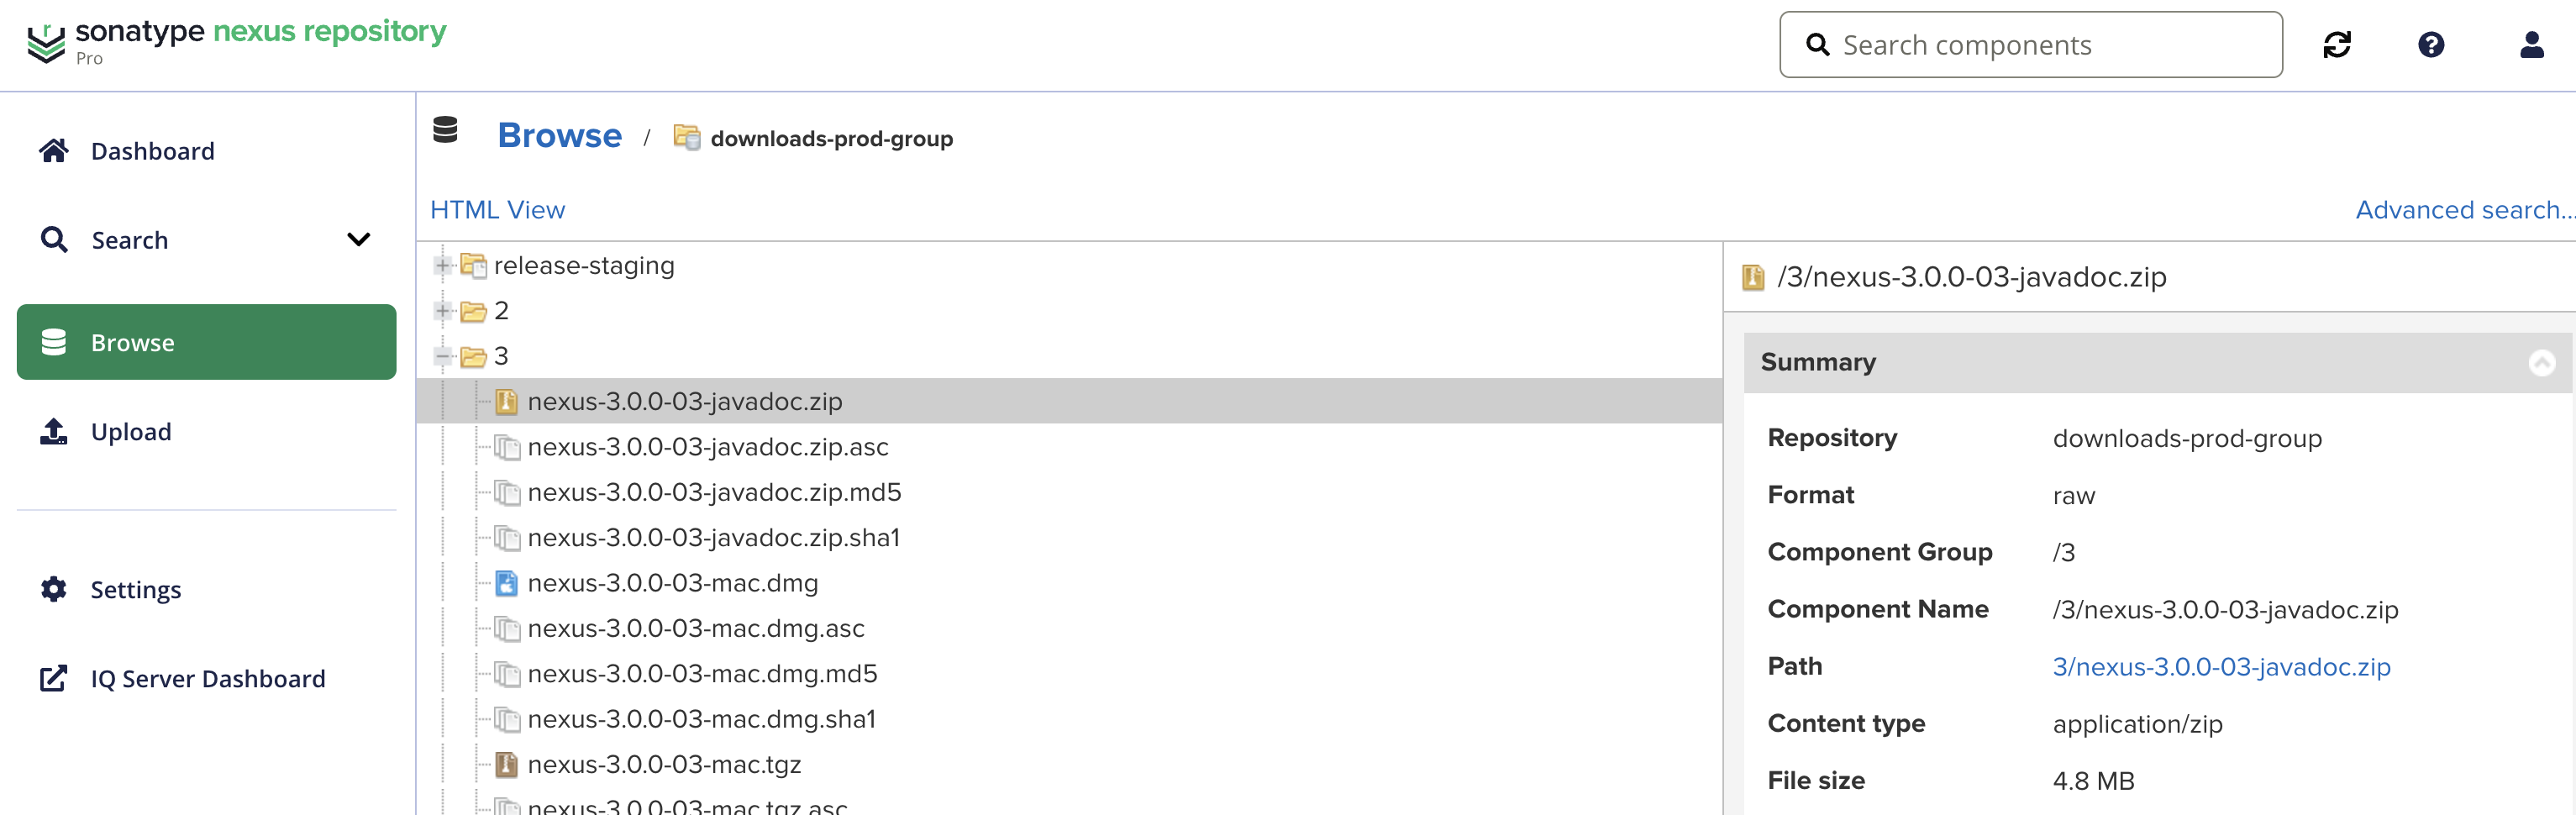 sonatype nexus repository
Pro
Search components
Dashboard
Search
Browse
Upload
Settings
IQ Server Dashboard
Browse / downloads-prod-group
HTML View
Advanced search...
release-staging
2
3
nexus-3.0.0-03-javadoc.zip
nexus-3.0.0-03-javadoc.zip.asc
nexus-3.0.0-03-javadoc.zip.md5
nexus-3.0.0-03-javadoc.zip.sha1
nexus-3.0.0-03-mac.dmg
nexus-3.0.0-03-mac.dmg.asc
nexus-3.0.0-03-mac.dmg.md5
nexus-3.0.0-03-mac.dmg.sha1
nexus-3.0.0-03-mac.tgz
nexus-3.0.0-03-mac.tgz.asc
/3/nexus-3.0.0-03-javadoc.zip
Summary
Repository downloads-prod-group
Format raw
Component Group /3
Component Name /3/nexus-3.0.0-03-javadoc.zip
Path 3/nexus-3.0.0-03-javadoc.zip
Content type application/zip
File size 4.8 MB